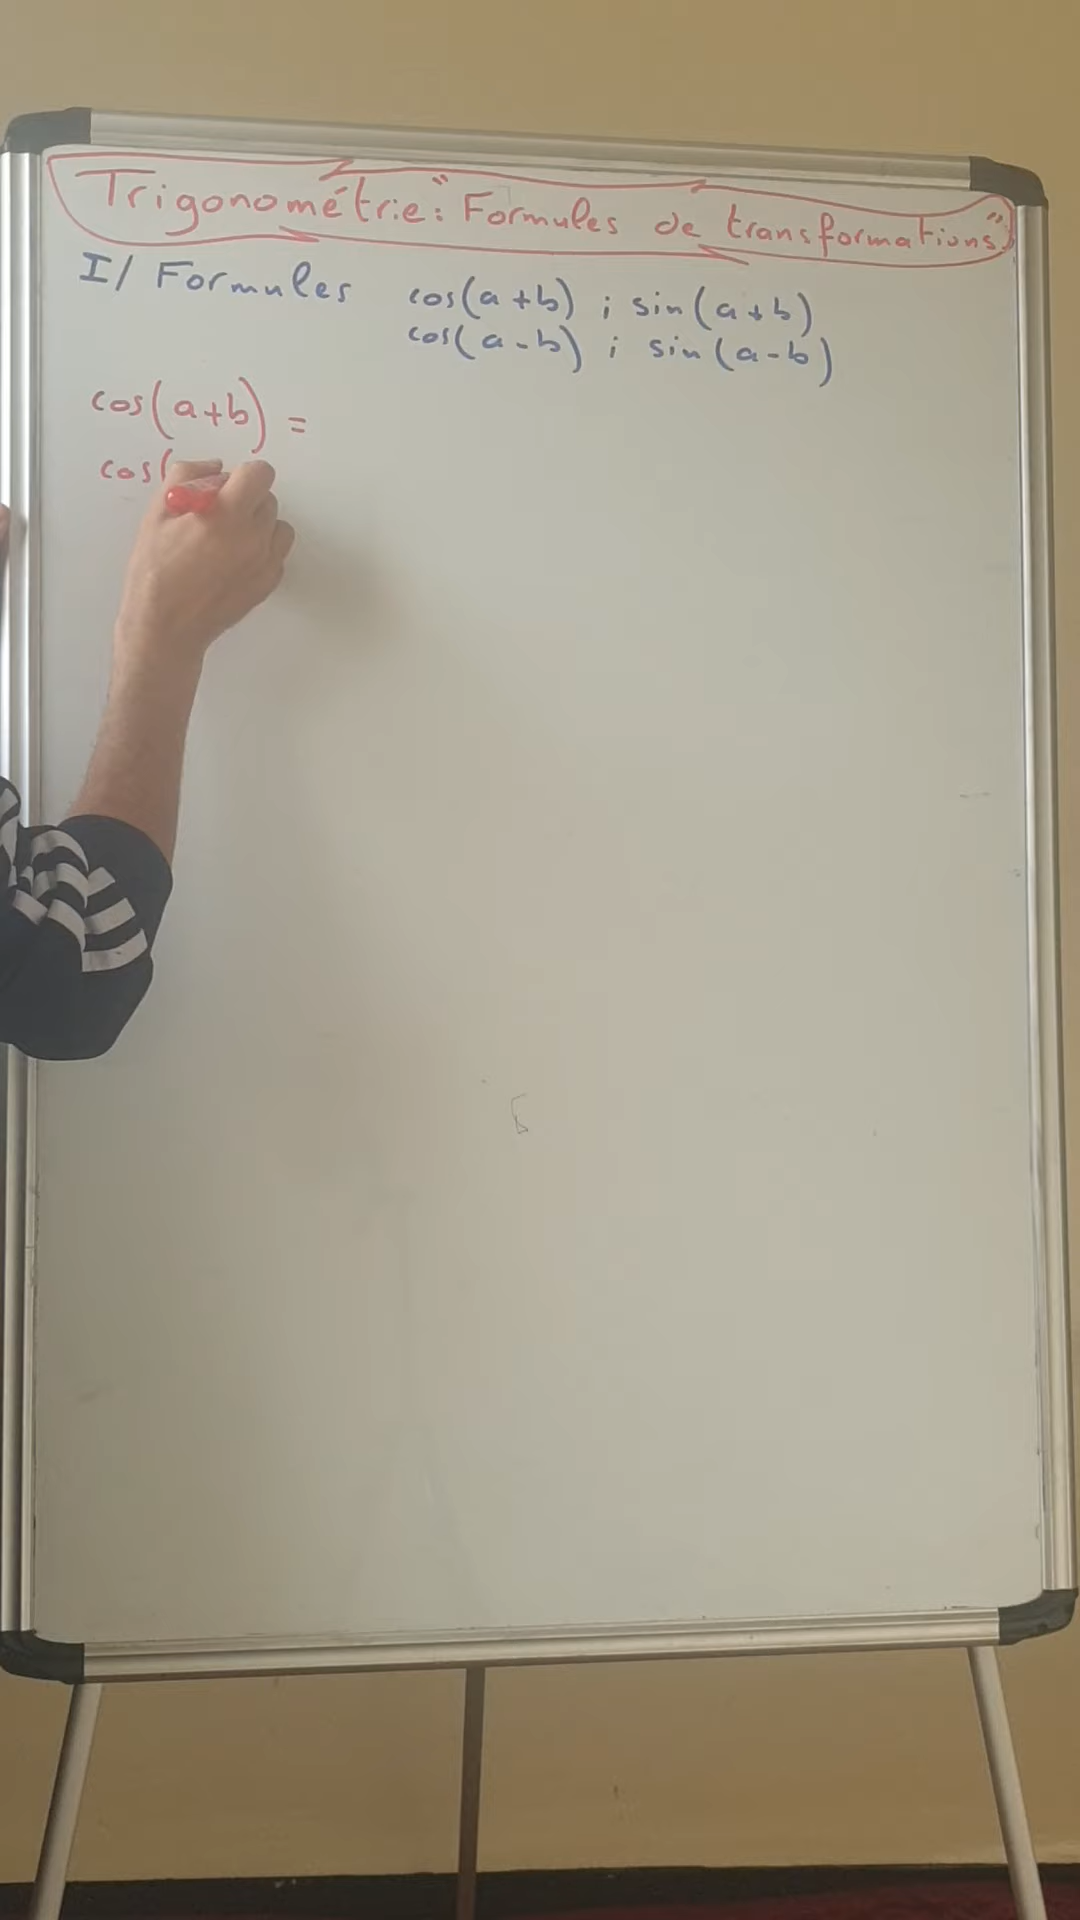 Trigonométrie: "Formules de transformations"
I/ Formules cos(a+b) ; sin(a+b)
cos(a-b) ; sin(a-b)
cos(a+b) =
cos(